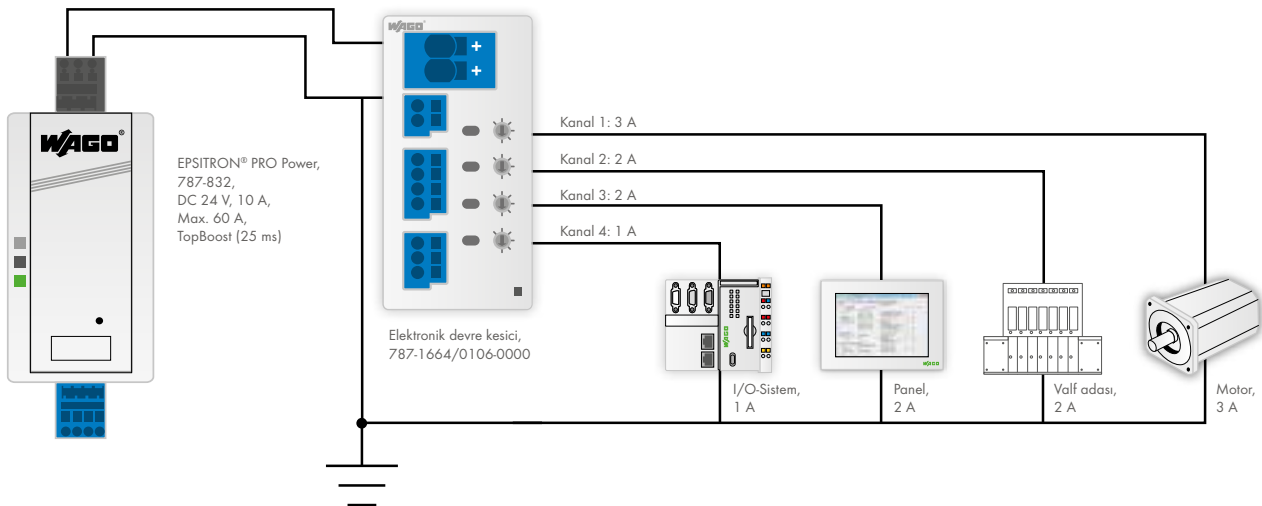 WAGO®
EPSITRON® PRO Power,
787-832,
DC 24 V, 10 A,
Max. 60 A,
TopBoost (25 ms)
WAGO®
+
+
Elektronik devre kesici,
787-1664/0106-0000
Kanal 1: 3 A
Kanal 2: 2 A
Kanal 3: 2 A
Kanal 4: 1 A
WAGO
I/O-Sistem,
1 A
WAGO
Panel,
2 A
Valf adası,
2 A
Motor,
3 A